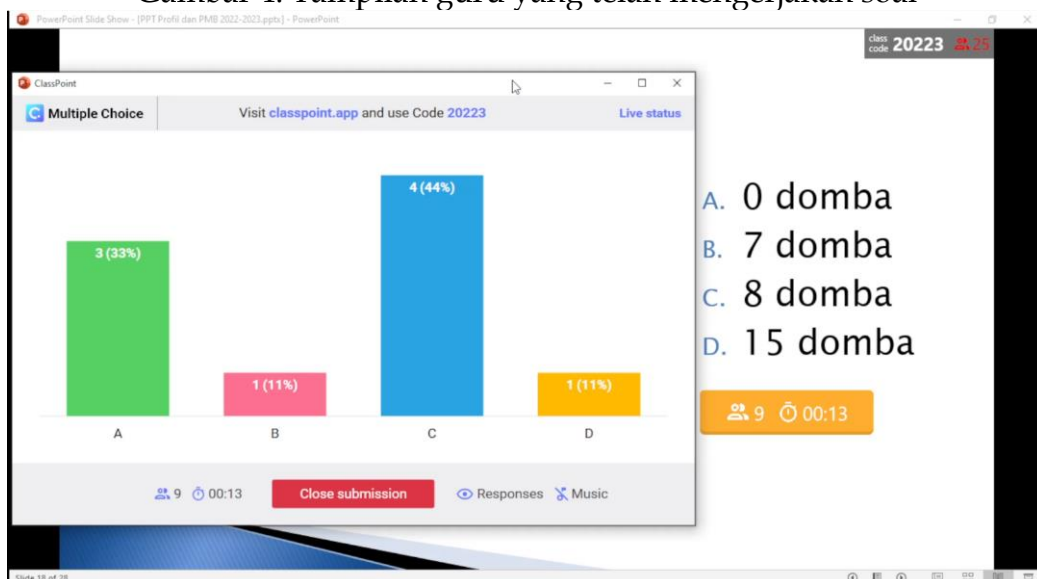 Gambar 4. Tampilan guru yang telah mengerjakan soal
PowerPoint Slide Show - [PPT Profil dan PMB 2022-2023.pptx] - PowerPoint
class code 20223 25
ClassPoint
Multiple Choice
Visit classpoint.app and use Code 20223
Live status
3 (33%)
1 (11%)
4 (44%)
1 (11%)
A
B
C
D
9 00:13
Close submission
Responses
Music
A. 0 domba
B. 7 domba
C. 8 domba
D. 15 domba
9 00:13
Slide 18 of 28